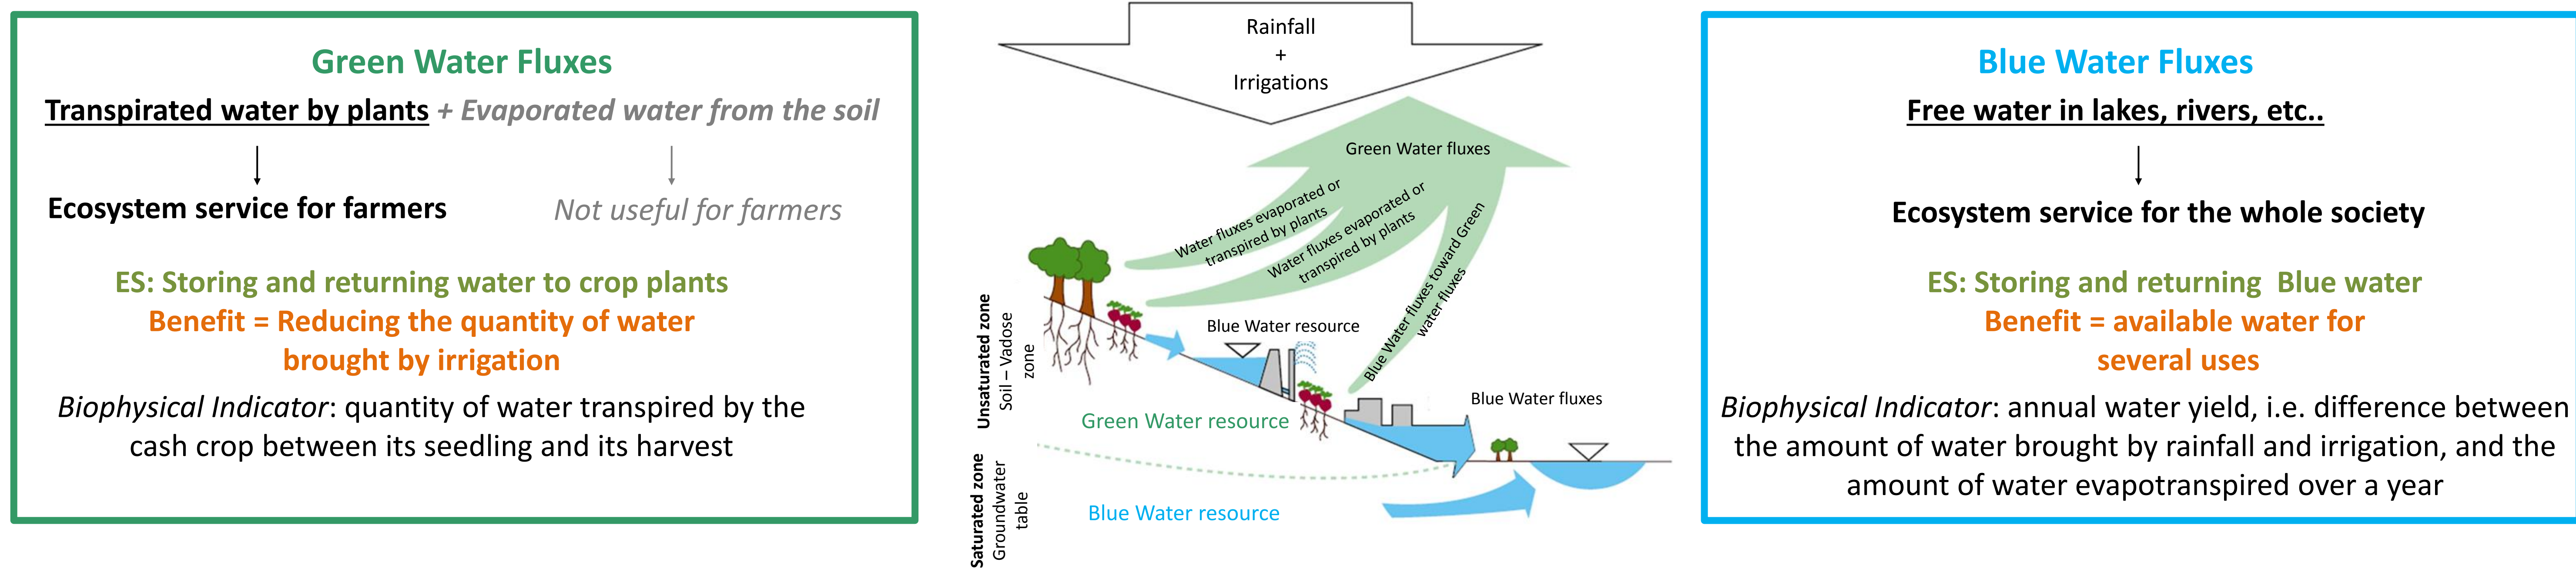 Green Water Fluxes
Transpirated water by plants + Evaporated water from the soil
Ecosystem service for farmers
Not useful for farmers
ES: Storing and returning water to crop plants
Benefit = Reducing the quantity of water
brought by irrigation
Biophysical Indicator: quantity of water transpired by the
cash crop between its seedling and its harvest
Rainfall
+
Irrigations
Green Water fluxes
Water fluxes evaporated or
transpired by plants
Water fluxes evaporated or
transpired by plants
Blue Water fluxes toward Green
water fluxes
Unsaturated zone
Soil – Vadose
zone
Blue Water resource
Green Water resource
Blue Water fluxes
Saturated zone
Groundwater
table
Blue Water resource
Blue Water Fluxes
Free water in lakes, rivers, etc..
Ecosystem service for the whole society
ES: Storing and returning  Blue water
Benefit = available water for
several uses
Biophysical Indicator: annual water yield, i.e. difference between
the amount of water brought by rainfall and irrigation, and the
amount of water evapotranspired over a year